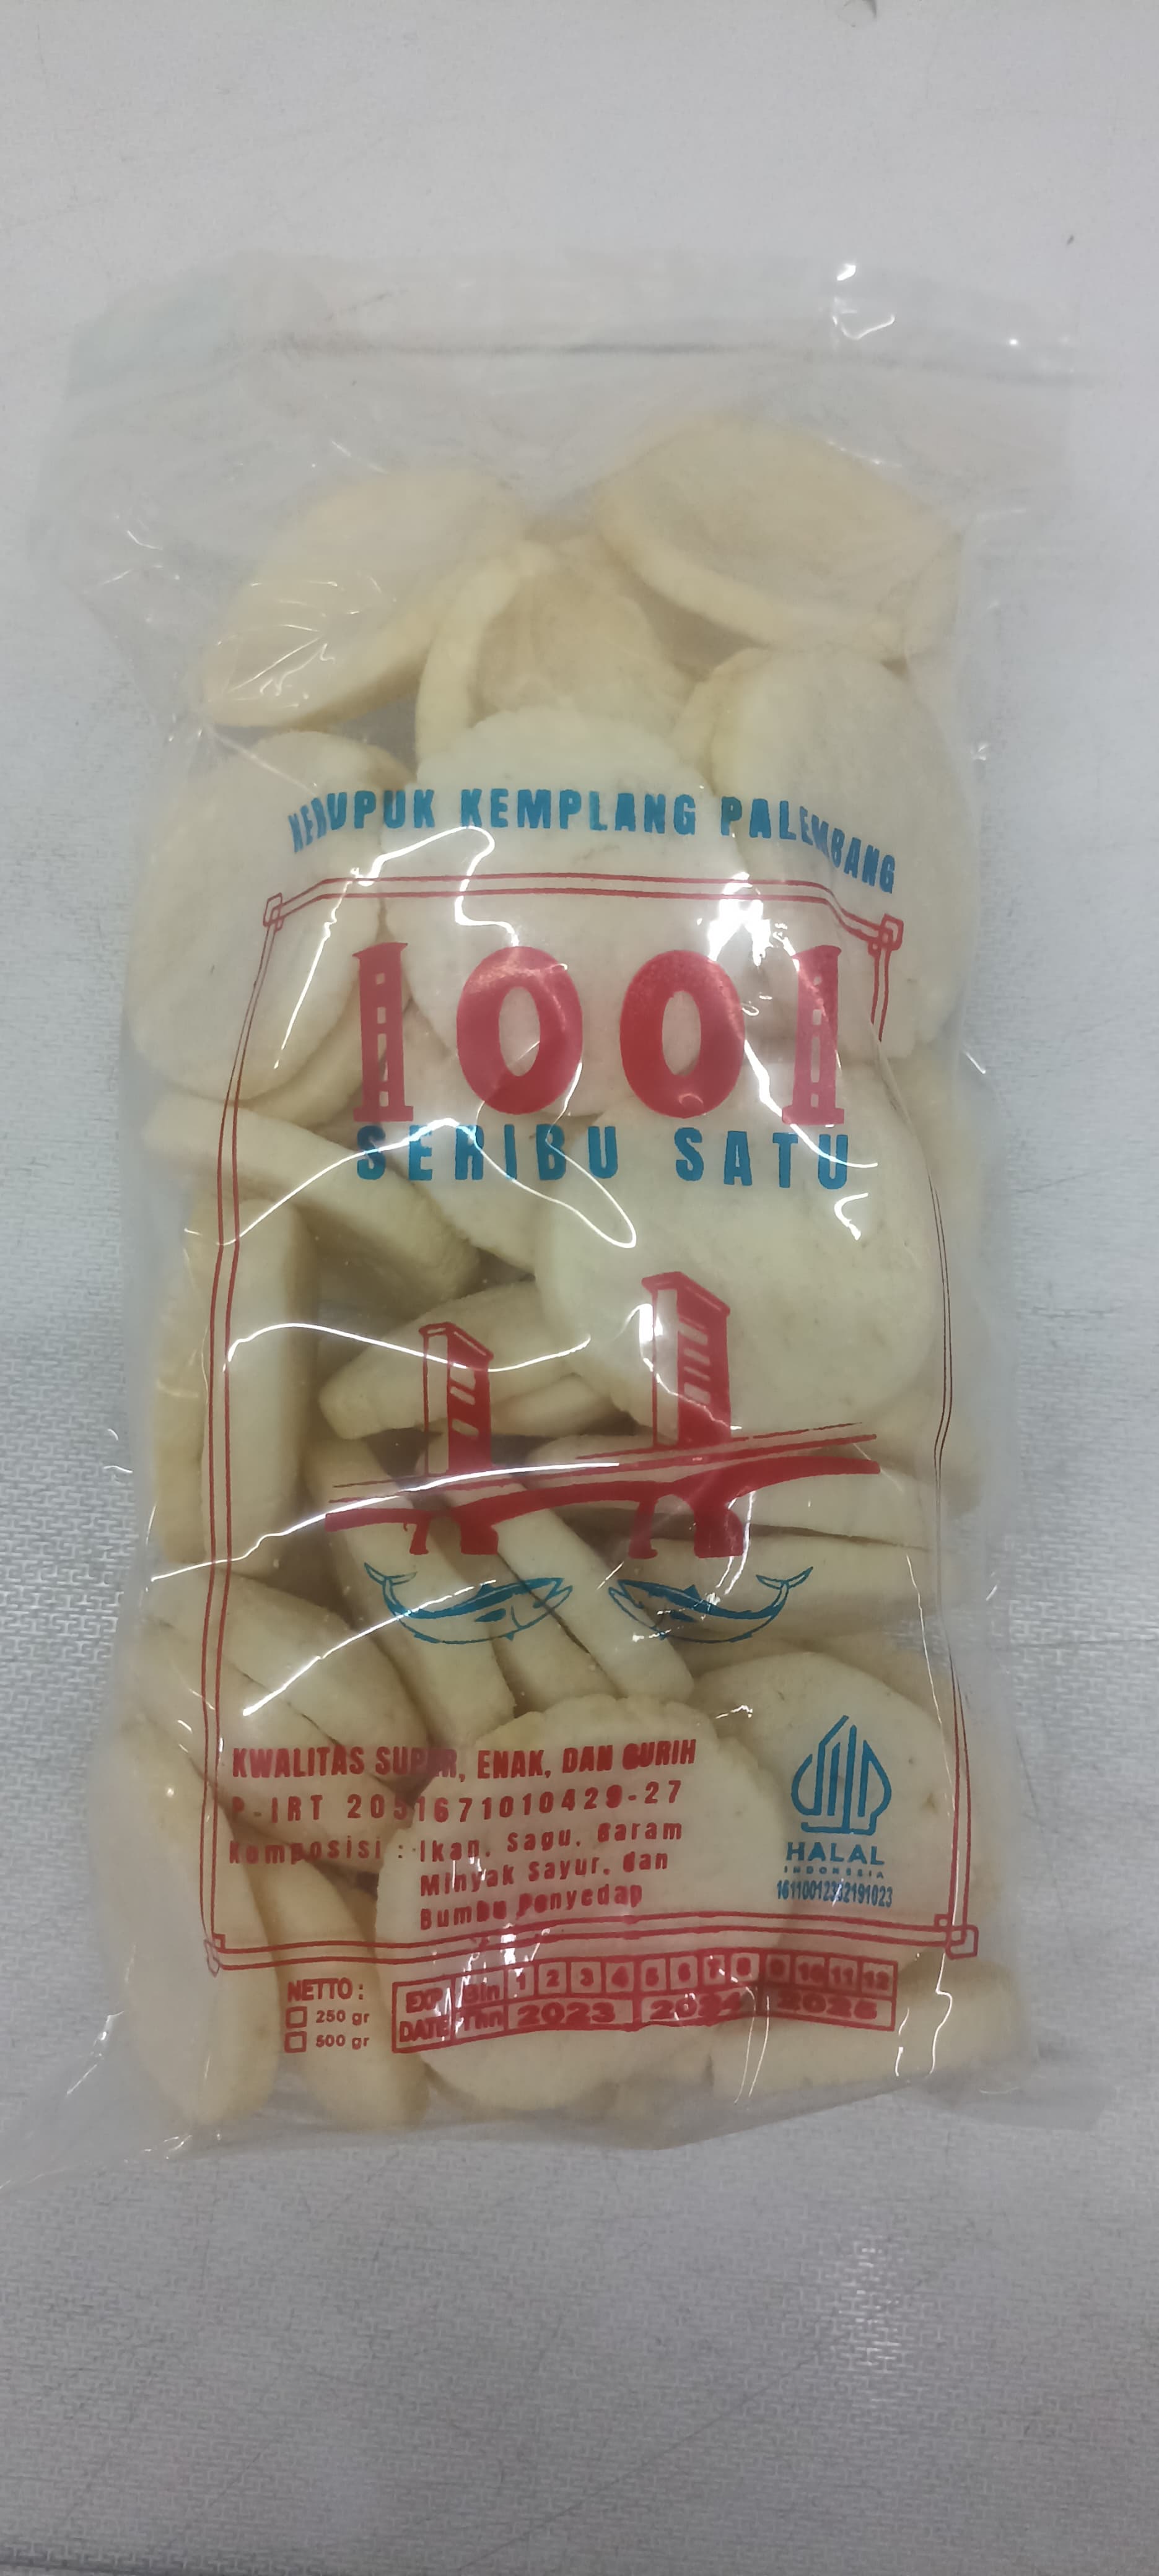 KERUPUK KEMPLANG PALEMBANG
1001
SERIBU SATU
KWALITAS SUPER, ENAK, DAN GURIH
P-IRT 2051671010429-27
Komposisi : Ikan, Sagu, Garam
Minyak Sayur, dan
Bumbu Penyedap
HALAL
INDONESIA
NETTO :
250 gr
500 gr
EXP Bln 1 2 3 4 5 6 7 8 9 10 11 12
DATE Thn 2023 2024 2025